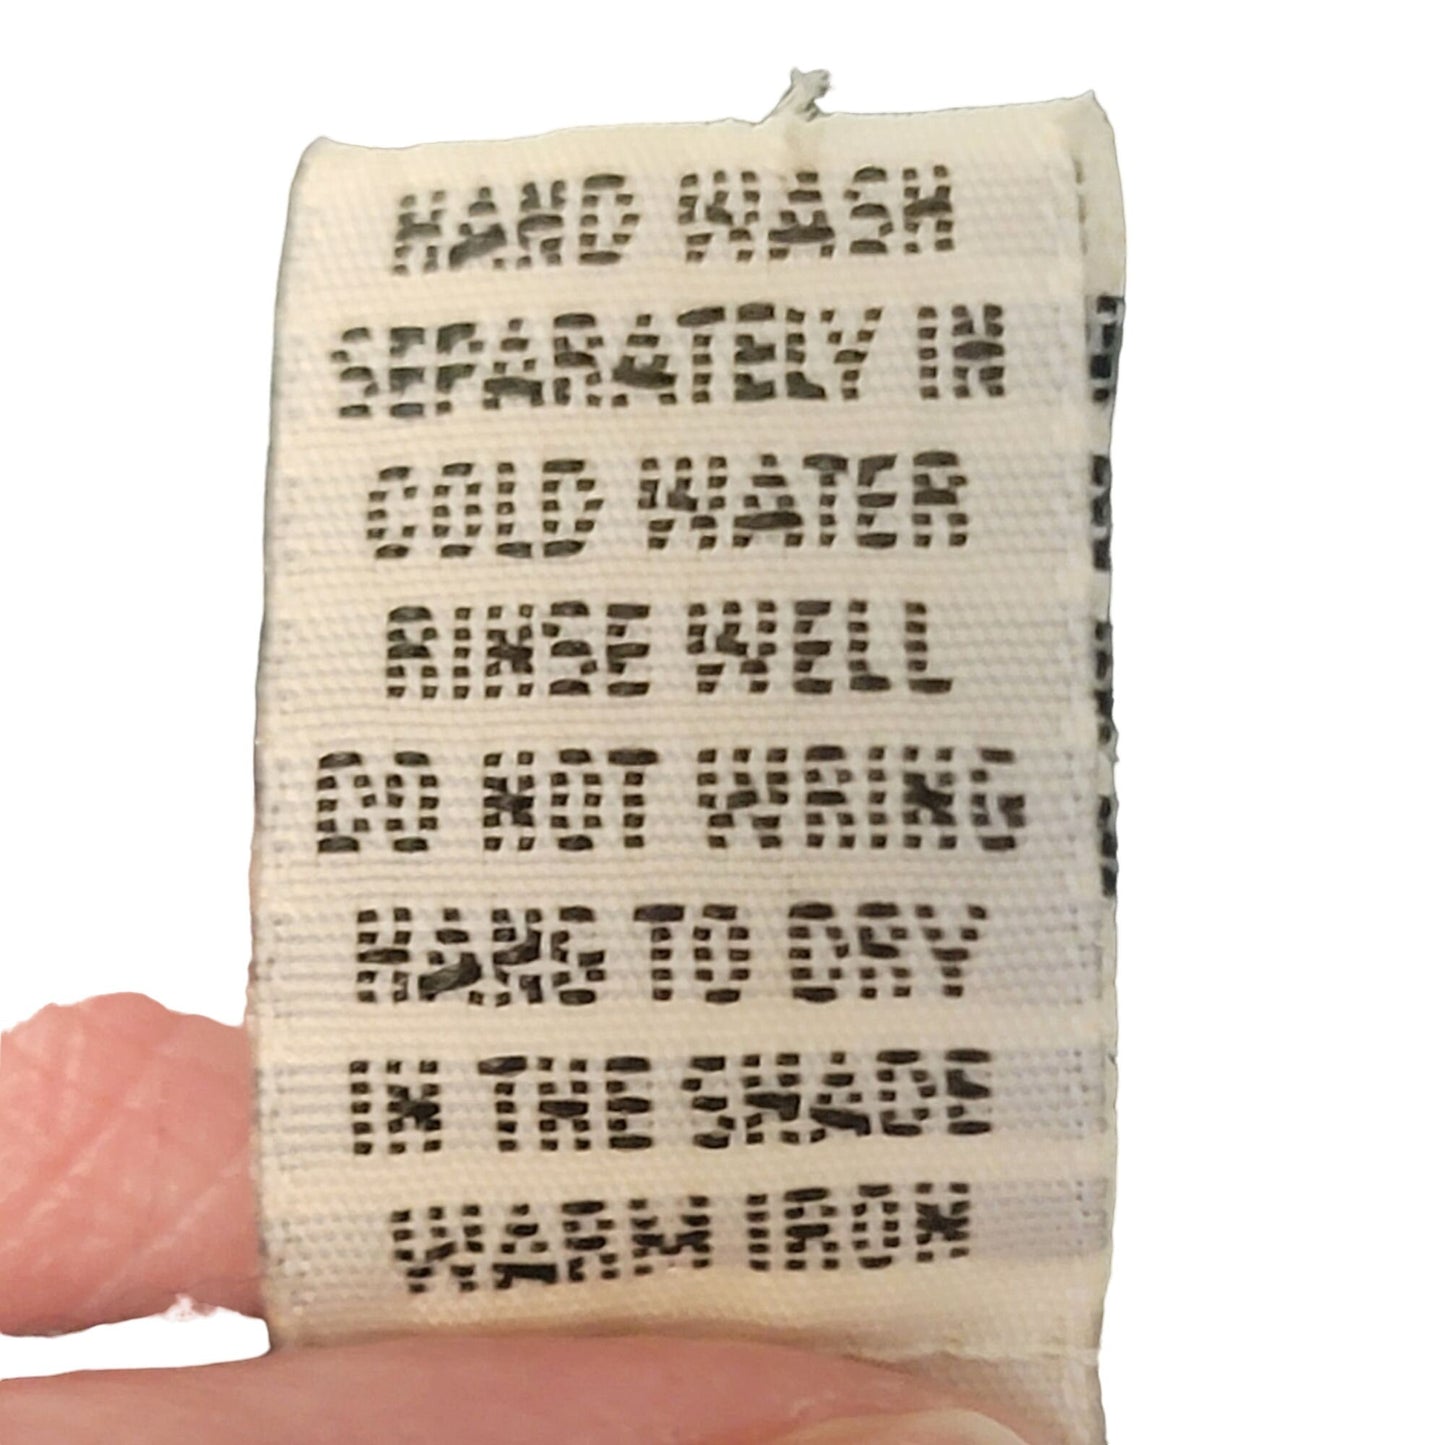 HAND WASH
SEPARATELY IN
COLD WATER
RINSE WELL
DO NOT WRING
HANG TO DRY
IN THE SHADE
WARM IRON